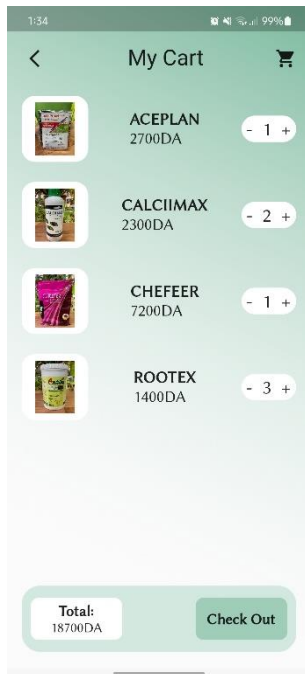 1:34
99%
My Cart
ACEPLAN
2700DA
- 1 +
CALCIIMAX
2300DA
- 2 +
CHEFEER
7200DA
- 1 +
ROOTEX
1400DA
- 3 +
Total:
18700DA
Check Out